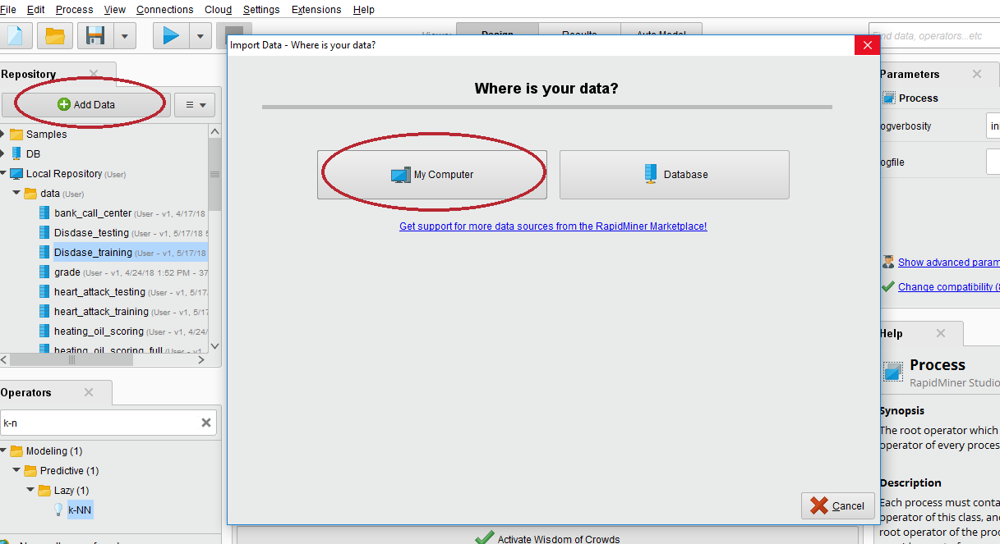 File Edit Process View Connections Cloud Settings Extensions Help
Design Results Auto Model
Find data, operators...etc
Import Data - Where is your data?
Where is your data?
My Computer
Database
Get support for more data sources from the RapidMiner Marketplace!
Cancel
Repository
Add Data
Samples
DB
Local Repository (User)
data (User)
bank_call_center (User - v1, 4/17/18
Disdase_testing (User - v1, 5/17/18 5
Disdase_training (User - v1, 5/17/18
grade (User - v1, 4/24/18 1:52 PM - 37
heart_attack_testing (User - v1, 5/17/
heart_attack_training (User - v1, 5/17
heating_oil_scoring (User - v1, 4/24/
heating_oil_scoring_full (User - v1
Operators
k-n
Modeling (1)
Predictive (1)
Lazy (1)
k-NN
Activate Wisdom of Crowds
Parameters
Process
ogverbosity
in
ogfile
Show advanced param
Change compatibility (
Help
Process
RapidMiner Studio
Synopsis
The root operator which
operator of every proces
Description
Each process must conta
operator of this class, an
root operator of the proc